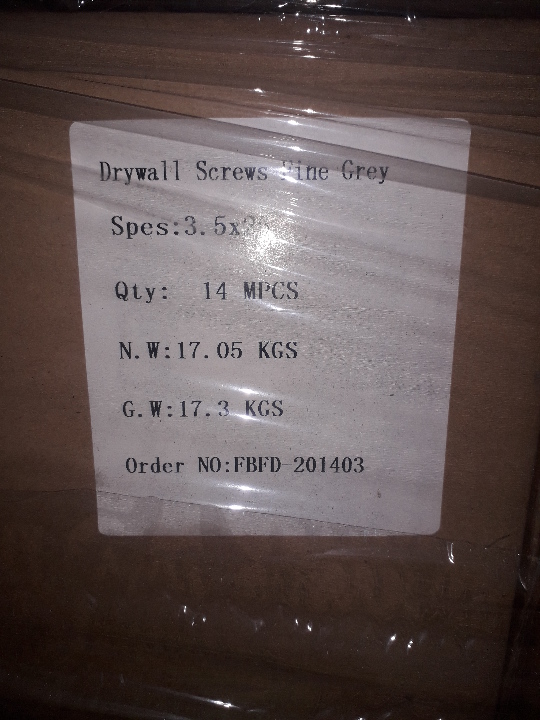 Drywall Screws Fine Grey
Spes:3.5x
Qty: 14 MPCS
N.W:17.05 KGS
G.W:17.3 KGS
Order NO:FBFD-201403